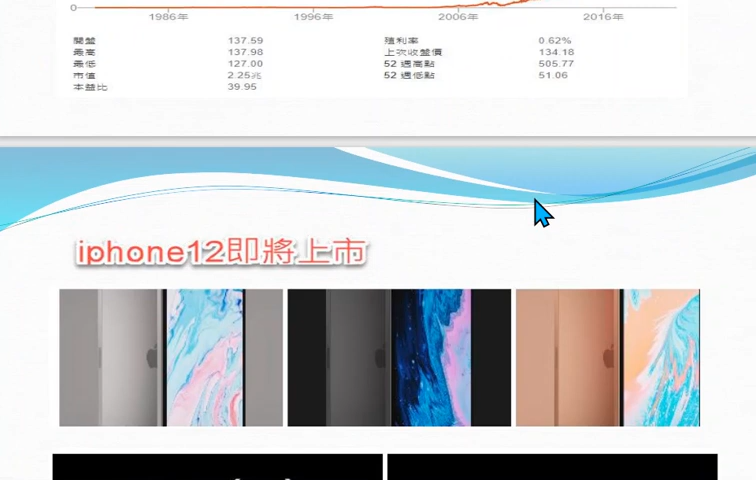 0
1986年 1996年 2006年 2016年
開盤 137.59 殖利率 0.62%
最高 137.98 上次收盤價 134.18
最低 127.00 52 週高點 505.77
市值 2.25兆 52 週低點 51.06
本益比 39.95
iphone12即將上市